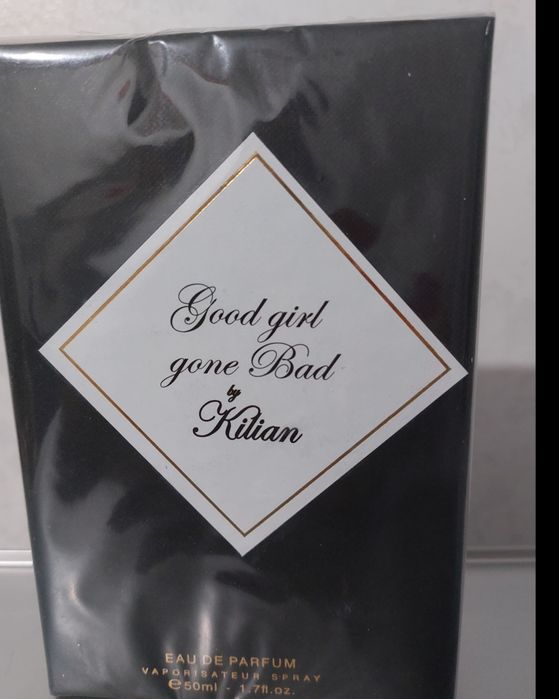 Good girl
gone Bad
by
Kilian
EAU DE PARFUM
VAPORISATEUR SPRAY
℮50ml - 1.7fl.oz.